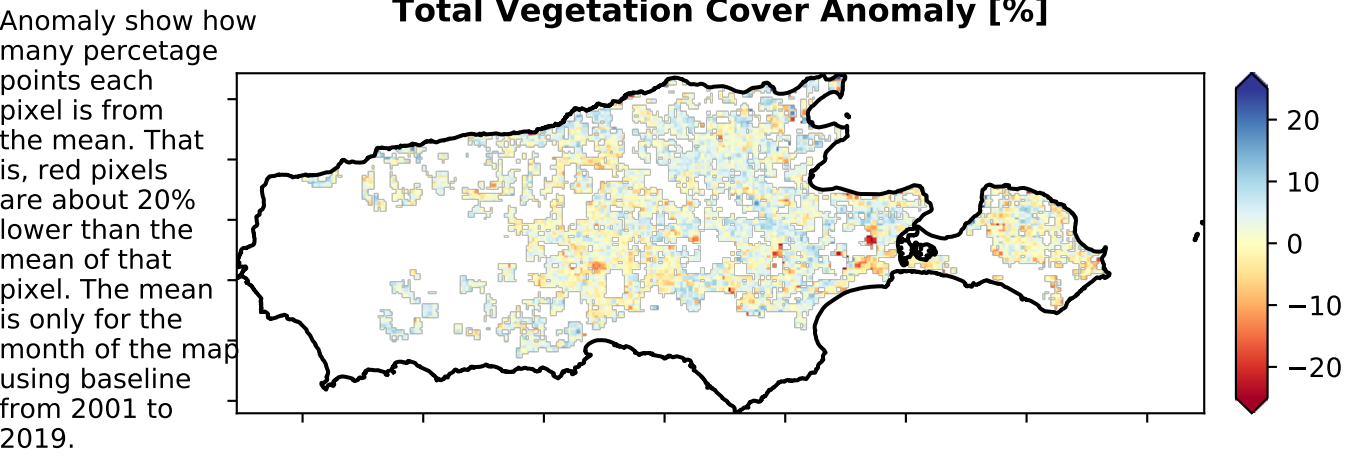 Total Vegetation Cover Anomaly [%]
Anomaly show how
many percetage
points each
pixel is from
the mean. That
is, red pixels
are about 20%
lower than the
mean of that
pixel. The mean
is only for the
month of the map
using baseline
from 2001 to
2019.
20
10
0
−10
−20